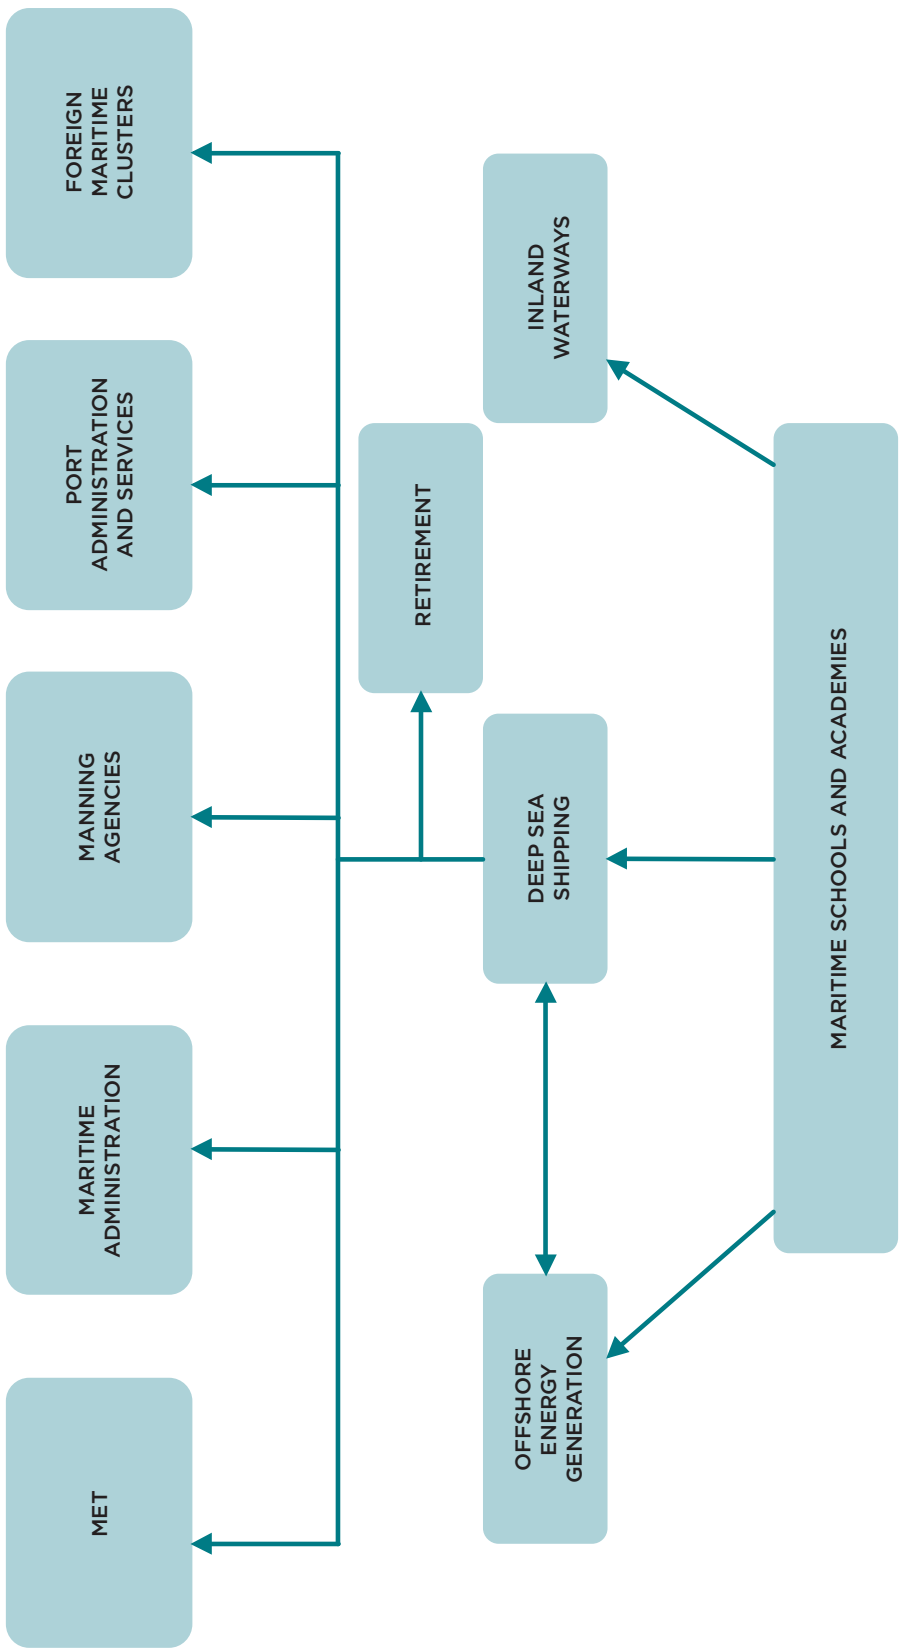 MET
MARITIME
ADMINISTRATION
MANNING
AGENCIES
PORT
ADMINISTRATION
AND SERVICES
FOREIGN
MARITIME
CLUSTERS
RETIREMENT
OFFSHORE
ENERGY
GENERATION
DEEP SEA
SHIPPING
INLAND
WATERWAYS
MARITIME SCHOOLS AND ACADEMIES